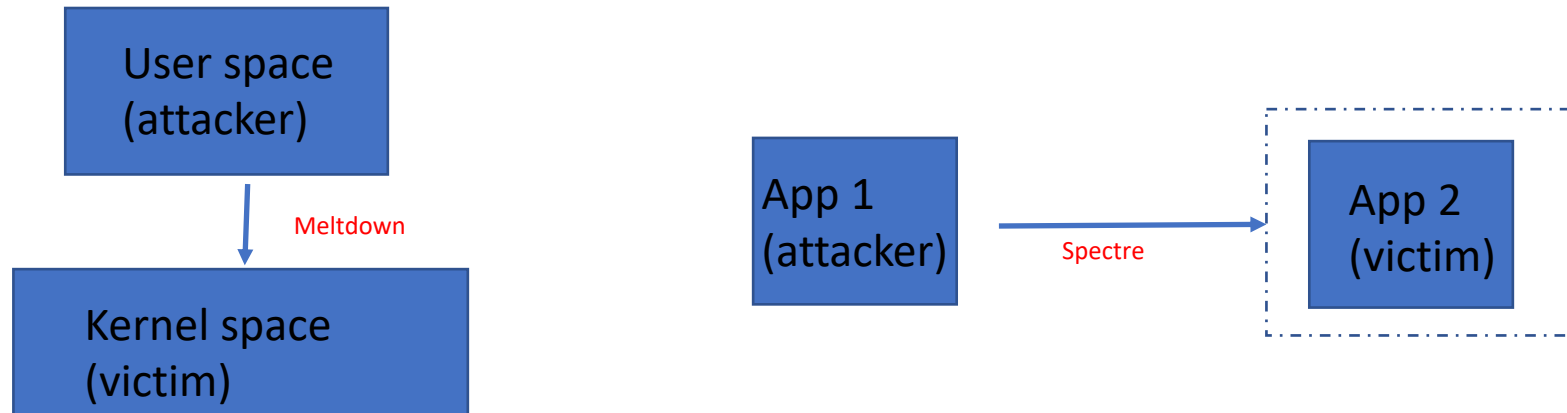 User space
(attacker)
Meltdown
Kernel space
(victim)
App 1
(attacker)
Spectre
App 2
(victim)